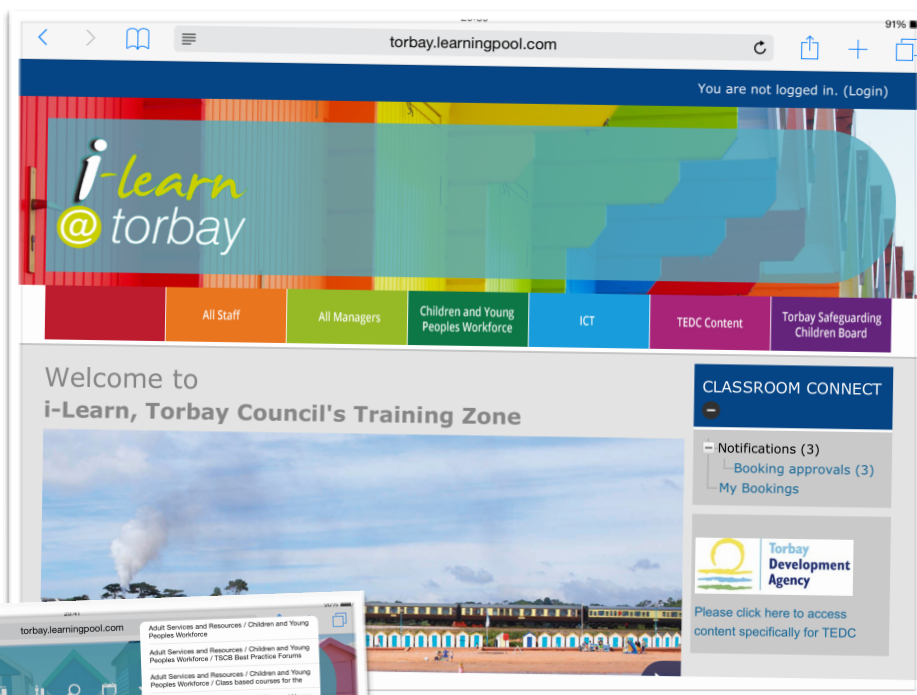 91%
torbay.learningpool.com
You are not logged in. (Login)
i-learn
@ torbay
All Staff
All Managers
Children and Young
Peoples Workforce
ICT
TEDC Content
Torbay Safeguarding
Children Board
Welcome to
i-Learn, Torbay Council's Training Zone
CLASSROOM CONNECT
Notifications (3)
Booking approvals (3)
My Bookings
Torbay
Development
Agency
Please click here to access
content specifically for TEDC
20:41
90%
torbay.learningpool.com
Adult Services and Resources / Children and Young
Peoples Workforce
Adult Services and Resources / Children and Young
Peoples Workforce / TSCB Best Practice Forums
Adult Services and Resources / Children and Young
Peoples Workforce / Class based courses for the